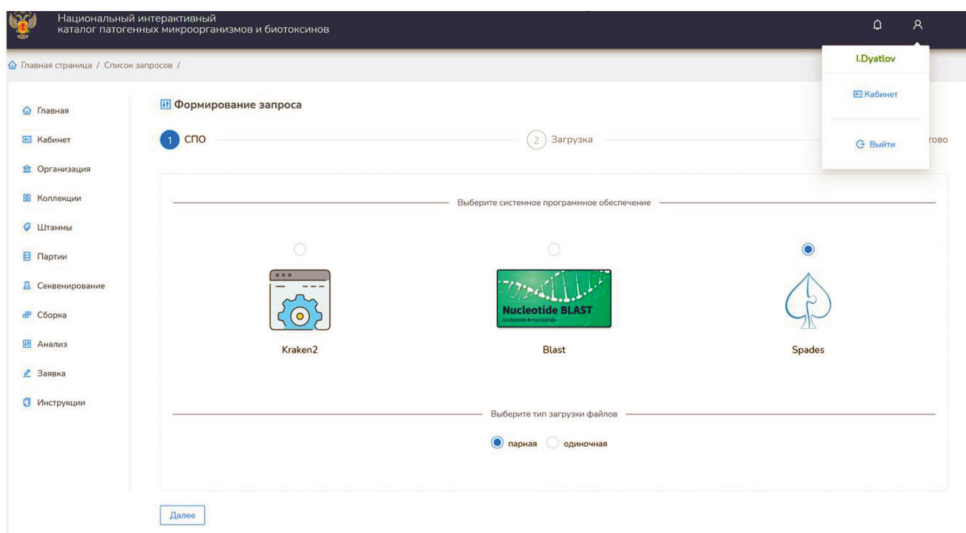 Национальный интерактивный
каталог патогенных микроорганизмов и биотоксинов
I.Dyatlov
Кабинет
Выйти
Главная страница / Список запросов /
Главная
Кабинет
Организация
Коллекции
Штаммы
Партии
Секвенирование
Сборка
Анализ
Заявка
Инструкции
Формирование запроса
1 СПО
2 Загрузка
тово
Выберите системное программное обеспечение
Nucleotide BLAST
Kraken2
Blast
Spades
Выберите тип загрузки файлов
парная одиночная
Далее